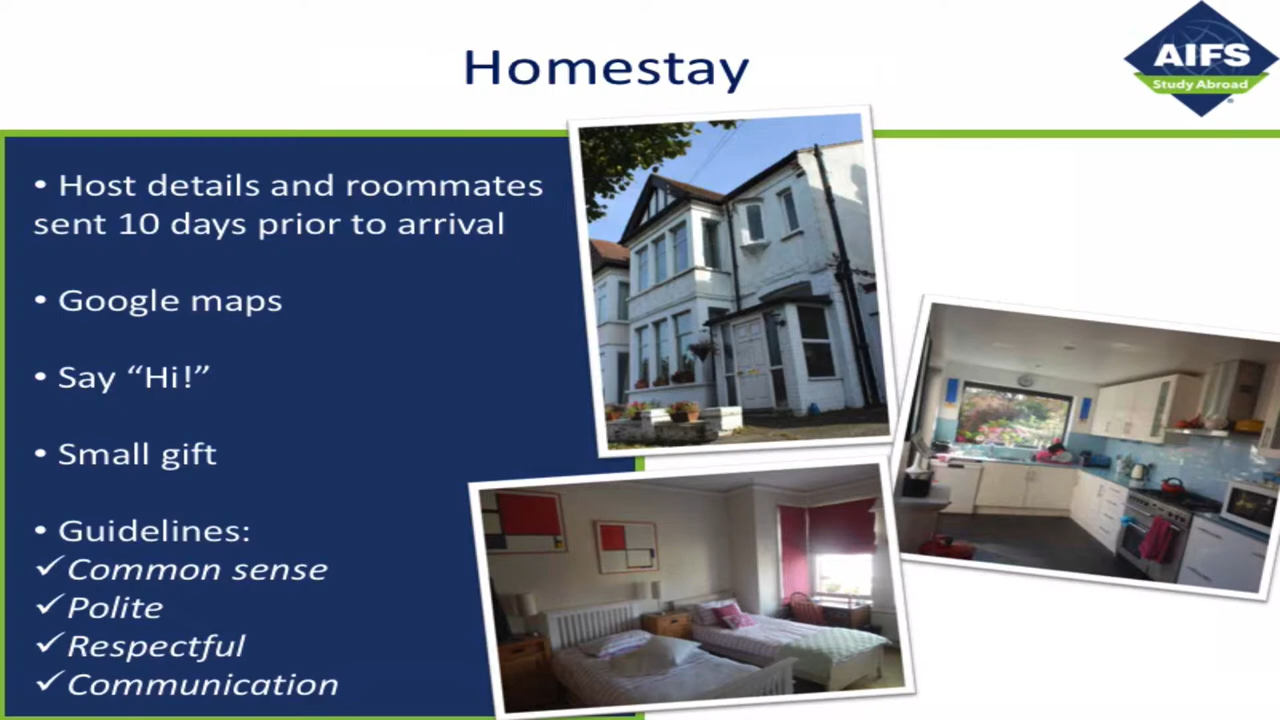 Homestay
AIFS
Study Abroad
• Host details and roommates
sent 10 days prior to arrival
• Google maps
• Say “Hi!”
• Small gift
• Guidelines:
✓Common sense
✓Polite
✓Respectful
✓Communication